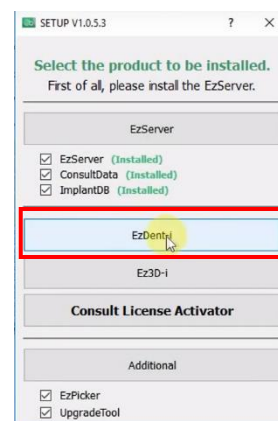 SETUP V1.0.5.3 ? ✕
Select the product to be installed.
First of all, please install the EzServer.
EzServer
EzServer (Installed)
ConsultData (Installed)
ImplantDB (Installed)
EzDent-i
Ez3D-i
Consult License Activator
Additional
EzPicker
UpgradeTool